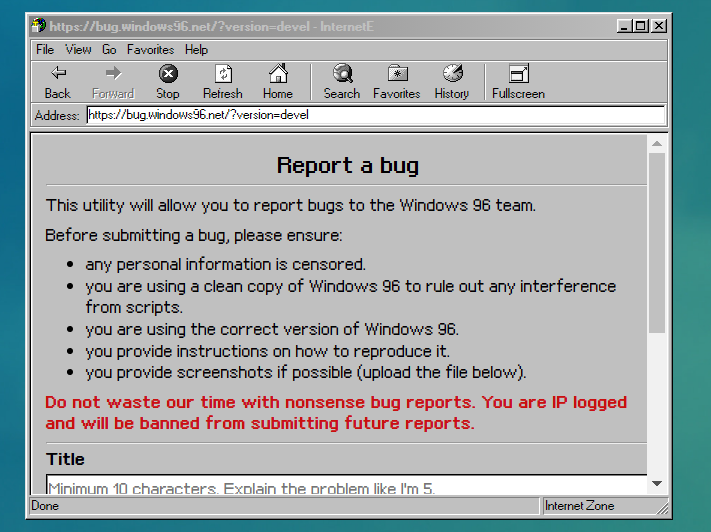 https://bug.windows96.net/?version=devel - InternetE
File View Go Favorites Help
Back Forward Stop Refresh Home Search Favorites History Fullscreen
Address: https://bug.windows96.net/?version=devel
Report a bug
This utility will allow you to report bugs to the Windows 96 team.
Before submitting a bug, please ensure:
• any personal information is censored.
• you are using a clean copy of Windows 96 to rule out any interference
from scripts.
• you are using the correct version of Windows 96.
• you provide instructions on how to reproduce it.
• you provide screenshots if possible (upload the file below).
Do not waste our time with nonsense bug reports. You are IP logged
and will be banned from submitting future reports.
Title
Minimum 10 characters. Explain the problem like I'm 5.
Done Internet Zone